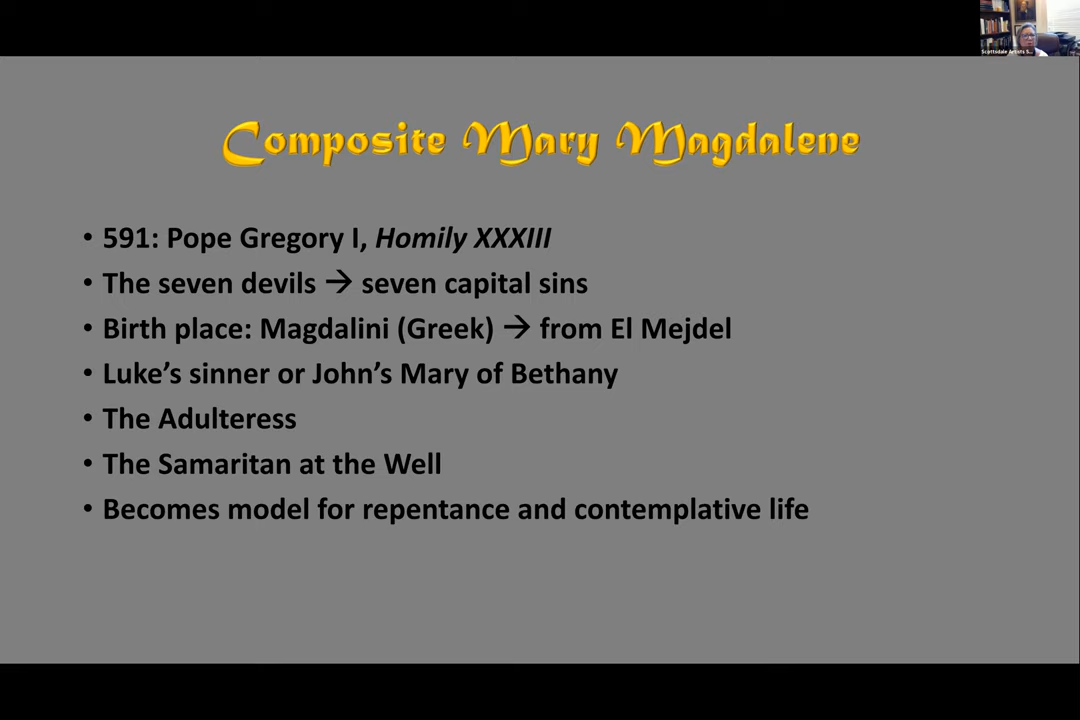 Scottsdale Artists S...
Composite Mary Magdalene
• 591: Pope Gregory I, Homily XXXIII
• The seven devils → seven capital sins
• Birth place: Magdalini (Greek) → from El Mejdel
• Luke’s sinner or John’s Mary of Bethany
• The Adulteress
• The Samaritan at the Well
• Becomes model for repentance and contemplative life